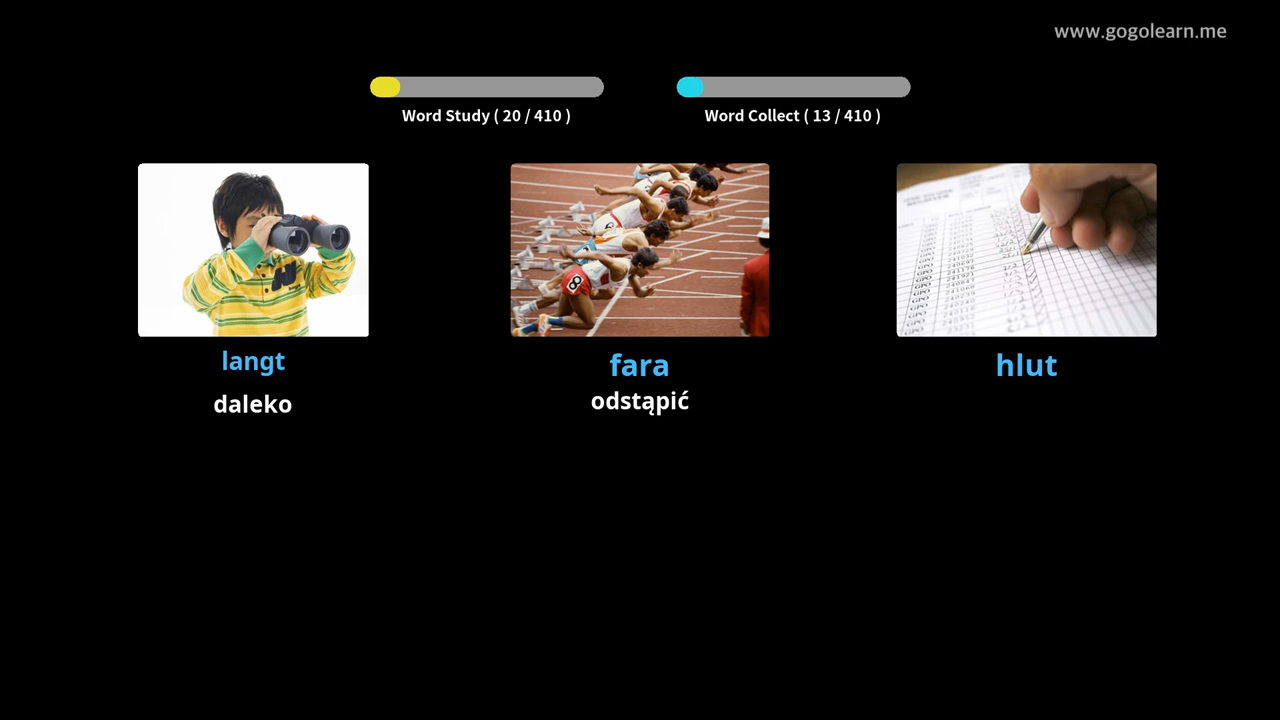 www.gogolearn.me
Word Study ( 20 / 410 )
Word Collect ( 13 / 410 )
langt
fara
hlut
daleko
odstąpić